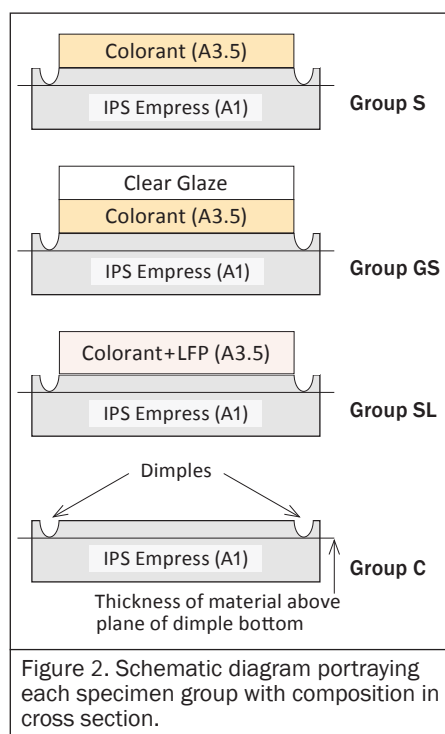 Colorant (A3.5)
IPS Empress (A1)
Group S
Clear Glaze
Colorant (A3.5)
IPS Empress (A1)
Group GS
Colorant+LFP (A3.5)
IPS Empress (A1)
Group SL
Dimples
IPS Empress (A1)
Group C
Thickness of material above
plane of dimple bottom
Figure 2. Schematic diagram portraying
each specimen group with composition in
cross section.